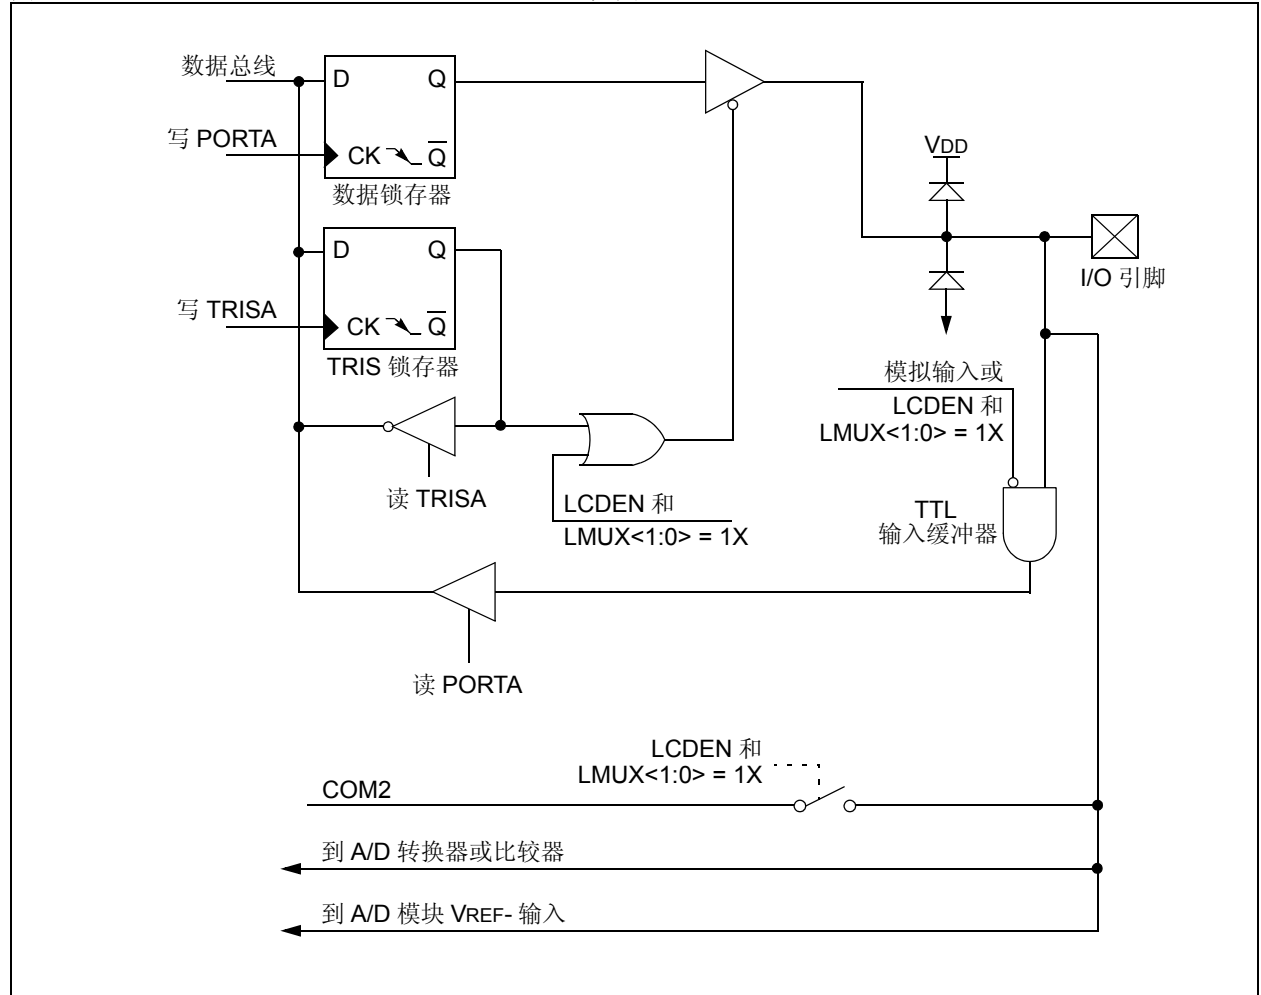 数据总线
D Q
写 PORTA
CK Q
数据锁存器
VDD
D Q
I/O 引脚
写 TRISA
CK Q
TRIS 锁存器
模拟输入或
LCDEN 和
LMUX<1:0> = 1X
读 TRISA
LCDEN 和
LMUX<1:0> = 1X
TTL
输入缓冲器
读 PORTA
LCDEN 和
LMUX<1:0> = 1X
COM2
到 A/D 转换器或比较器
到 A/D 模块 VREF- 输入